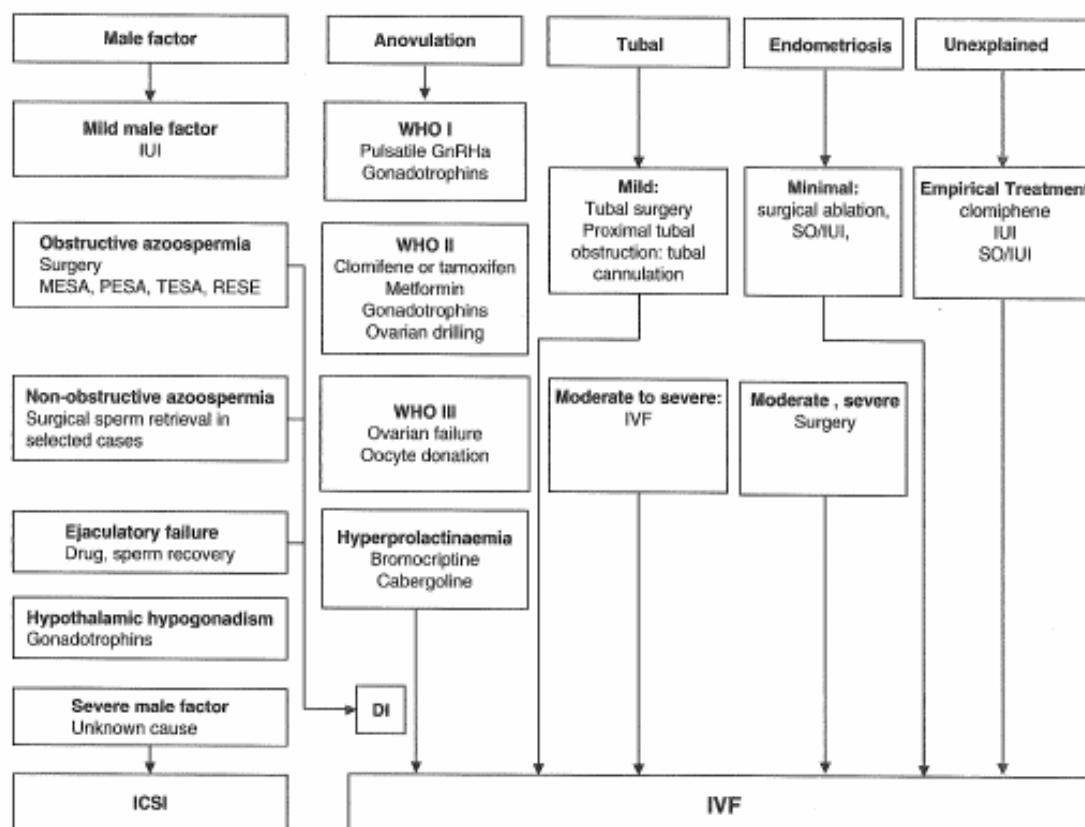 Male factor
Mild male factor
IUI
Obstructive azoospermia
Surgery
MESA, PESA, TESA, RESE
Non-obstructive azoospermia
Surgical sperm retrieval in
selected cases
Ejaculatory failure
Drug, sperm recovery
Hypothalamic hypogonadism
Gonadotrophins
Severe male factor
Unknown cause
ICSI
Anovulation
WHO I
Pulsatile GnRHa
Gonadotrophins
WHO II
Clomifene or tamoxifen
Metformin
Gonadotrophins
Ovarian drilling
WHO III
Ovarian failure
Oocyte donation
Hyperprolactinaemia
Bromocriptine
Cabergoline
DI
Tubal
Mild:
Tubal surgery
Proximal tubal
obstruction: tubal
cannulation
Moderate to severe:
IVF
Endometriosis
Minimal:
surgical ablation,
SO/IUI,
Moderate , severe
Surgery
Unexplained
Empirical Treatment
clomiphene
IUI
SO/IUI
IVF